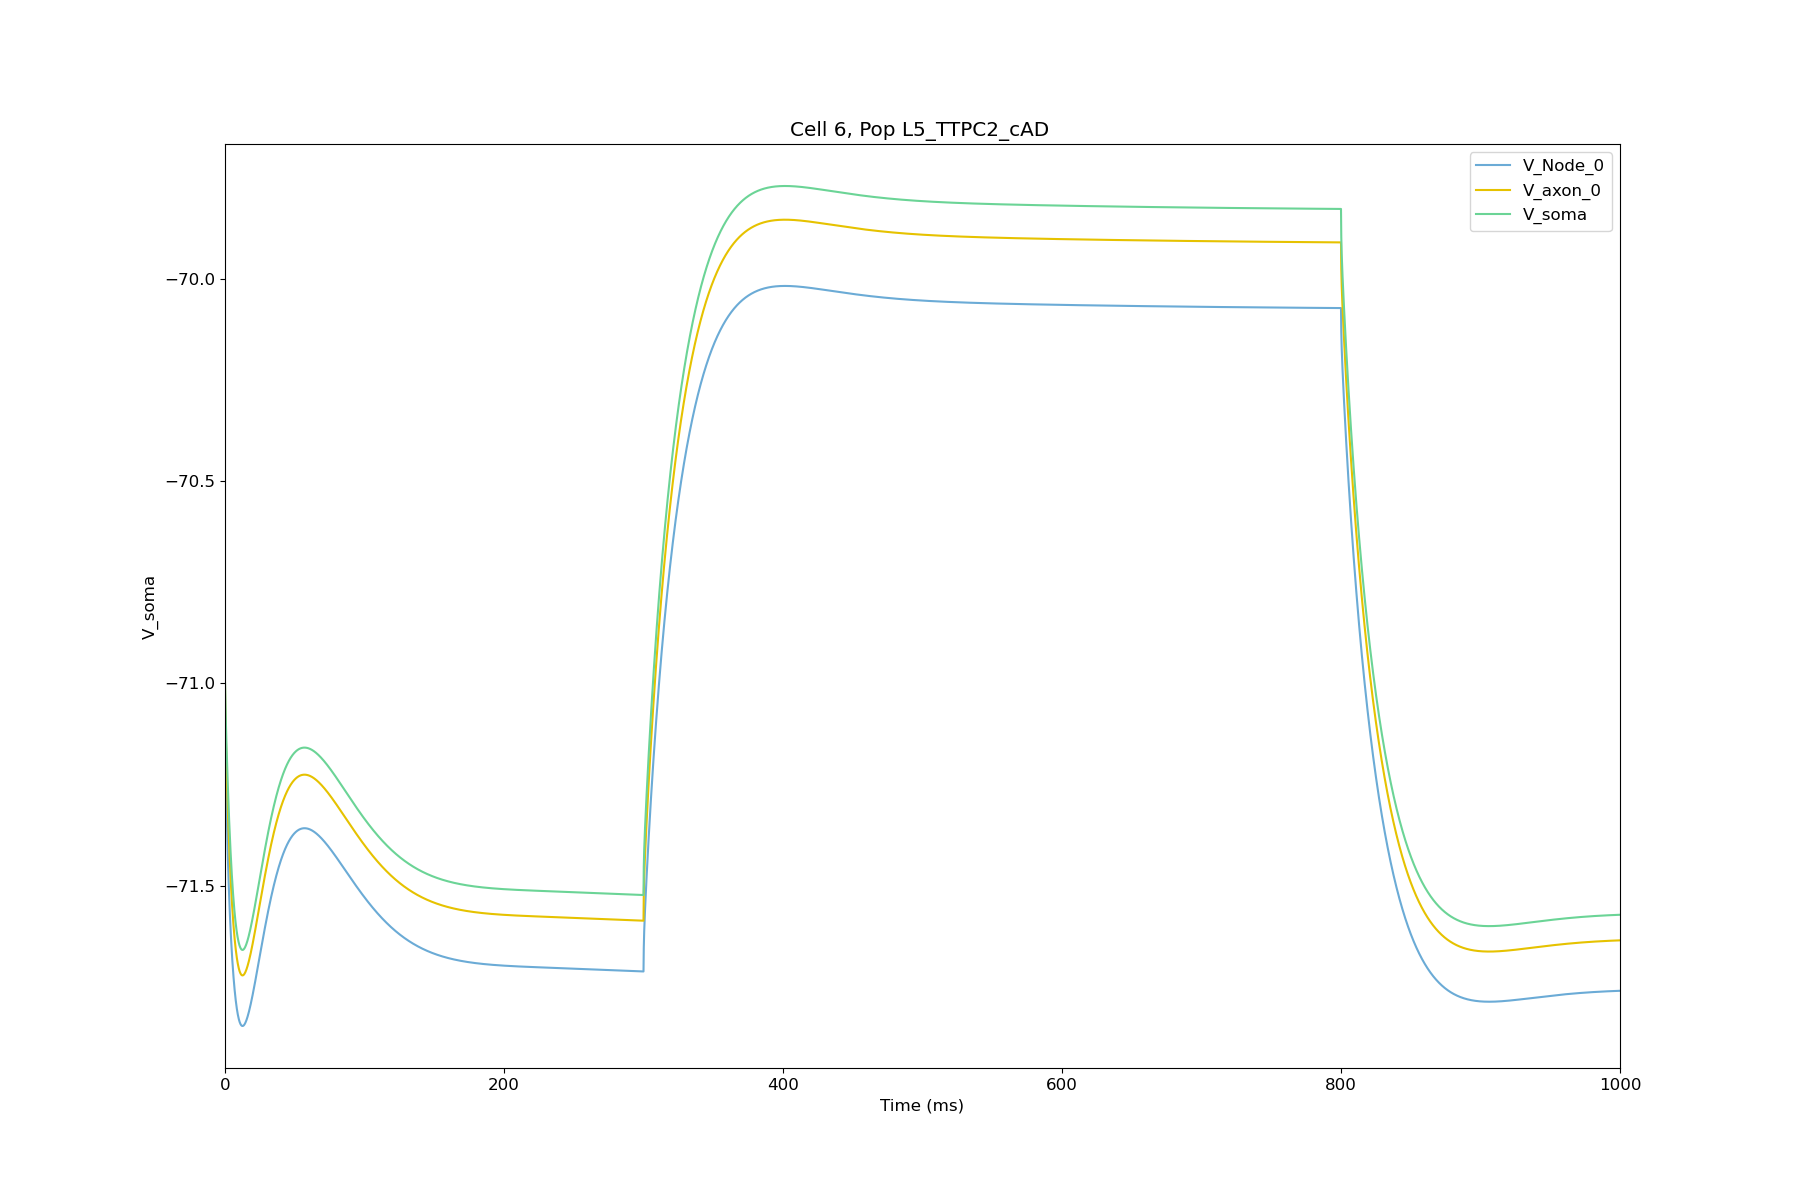 Cell 6, Pop L5_TTPC2_cAD
V_Node_0
V_axon_0
V_soma
−70.0
−70.5
−71.0
−71.5
V_soma
0 200 400 600 800 1000
Time (ms)